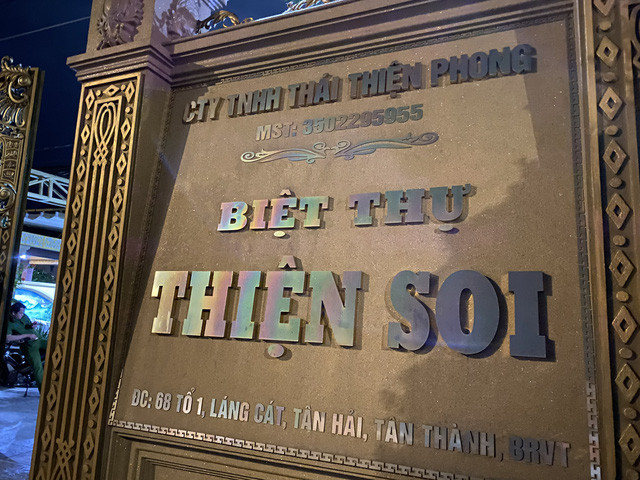 CTY TNHH THÁI THIỆN PHONG
MST: 3502295955
BIỆT THỰ
THIỆN SOI
ĐC: 68 TỔ 1, LÁNG CÁT, TÂN HẢI, TÂN THÀNH, BRVT